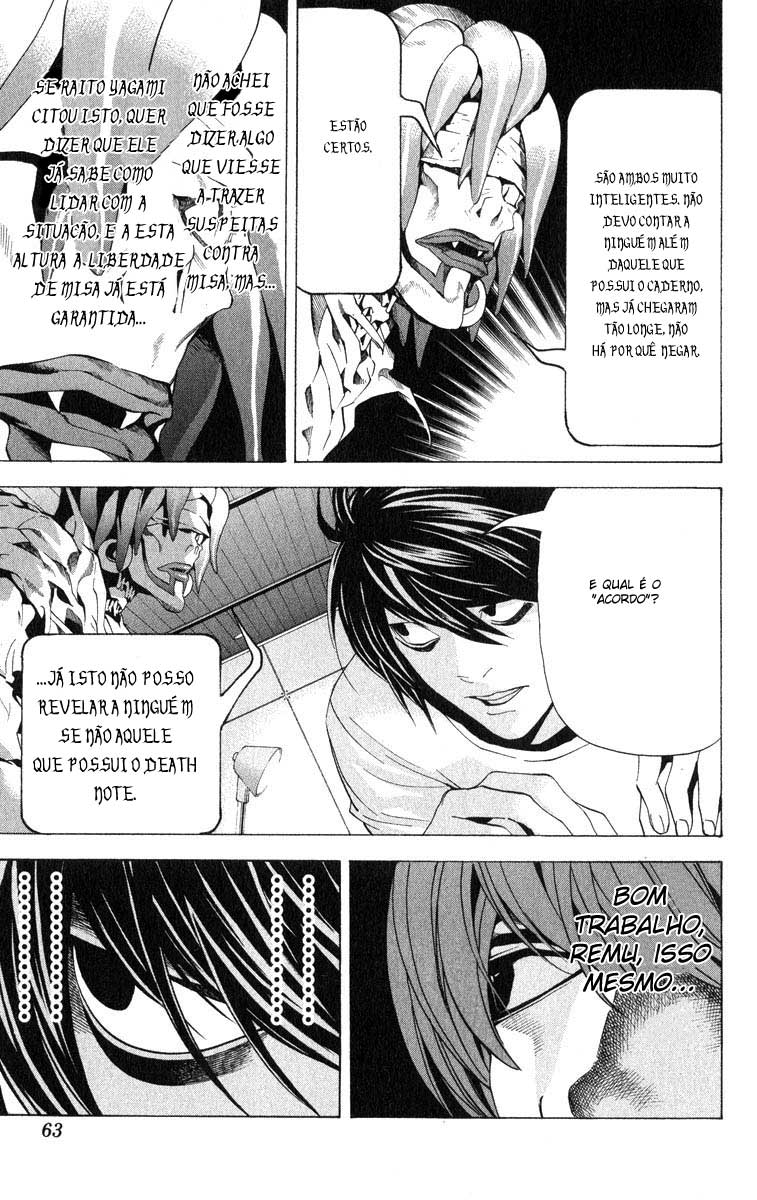 SÃO AMBOS MUITO
INTELIGENTES. NÃO
DEVO CONTAR A
NINGUÉM ALÉM
DAQUELE QUE
POSSUI O CADERNO,
MAS JÁ CHEGARAM
TÃO LONGE, NÃO
HÁ POR QUÊ NEGAR.
ESTÃO
CERTOS.
NÃO ACHEI
QUE FOSSE
DIZER ALGO
QUE VIESSE
A TRAZER
SUSPEITAS
CONTRA
MISA, MAS...
SE RAITO YAGAMI
CITOU ISTO, QUER
DIZER QUE ELE
JÁ SABE COMO
LIDAR COM A
SITUAÇÃO, E A ESTA
ALTURA A LIBERDADE
DE MISA JÁ ESTÁ
GARANTIDA...
E QUAL É O
"ACORDO"?
...JÁ ISTO NÃO POSSO
REVELAR A NINGUÉM
SE NÃO AQUELE
QUE POSSUI O DEATH
NOTE.
BOM
TRABALHO,
REMU, ISSO
MESMO...
63